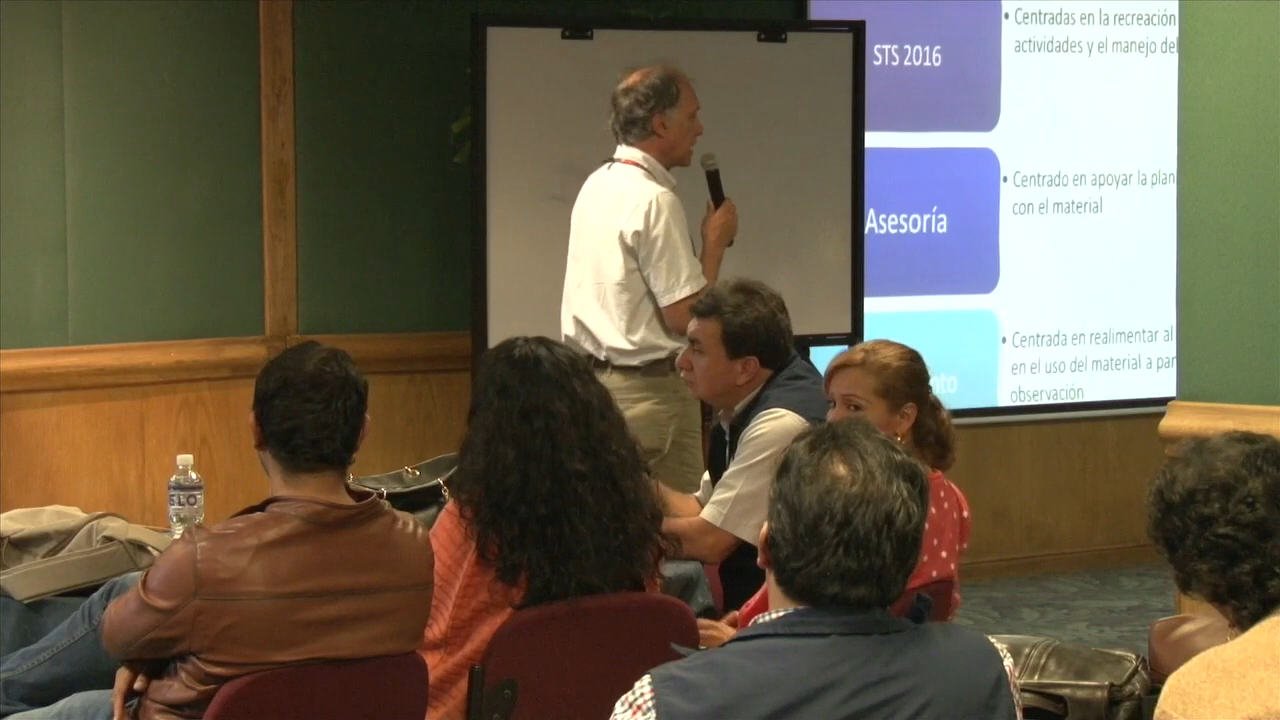 STS 2016
• Centradas en la recreación
actividades y el manejo del
Asesoría
• Centrado en apoyar la plan
con el material
• Centrada en realimentar al
en el uso del material a par
observación